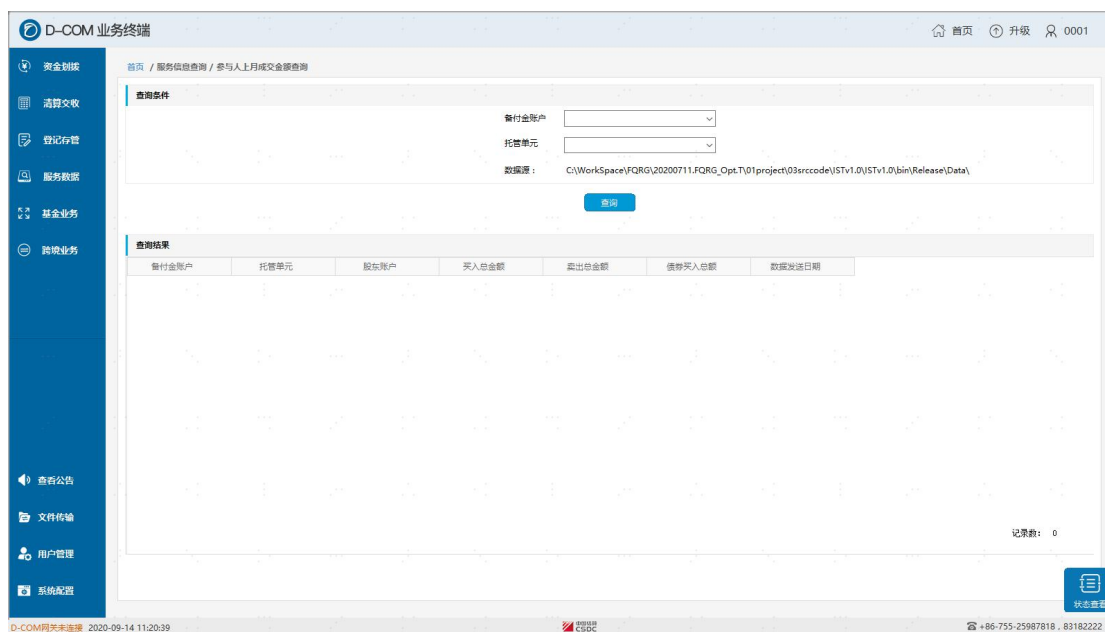 D-COM 业务终端
首页 升级 0001
资金划拨
清算交收
登记存管
服务数据
基金业务
跨境业务
查看公告
文件传输
用户管理
系统配置
首页 / 服务信息查询 / 参与人上月成交金额查询
查询条件
备付金账户
托管单元
数据源： C:\WorkSpace\FQRG\20200711.FQRG_Opt.T\01project\03srccode\ISTv1.0\ISTv1.0\bin\Release\Data\
查询
查询结果
备付金账户 托管单元 股东账户 买入总金额 卖出总金额 债券买入总额 数据发送日期
记录数： 0
状态查看
D-COM网关未连接 2020-09-14 11:20:39
中国结算
CSDC
+86-755-25987818 , 83182222